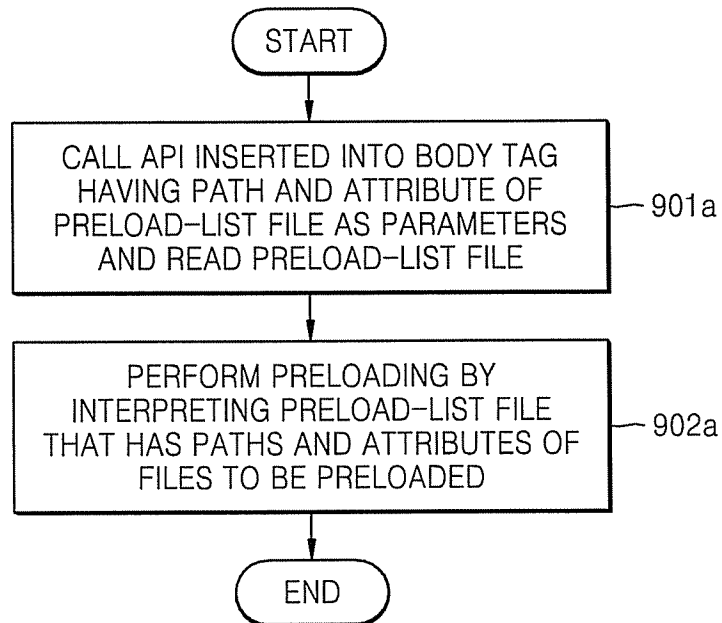 START
CALL API INSERTED INTO BODY TAG
HAVING PATH AND ATTRIBUTE OF
PRELOAD-LIST FILE AS PARAMETERS
AND READ PRELOAD-LIST FILE
901a
PERFORM PRELOADING BY
INTERPRETING PRELOAD-LIST FILE
THAT HAS PATHS AND ATTRIBUTES OF
FILES TO BE PRELOADED
902a
END